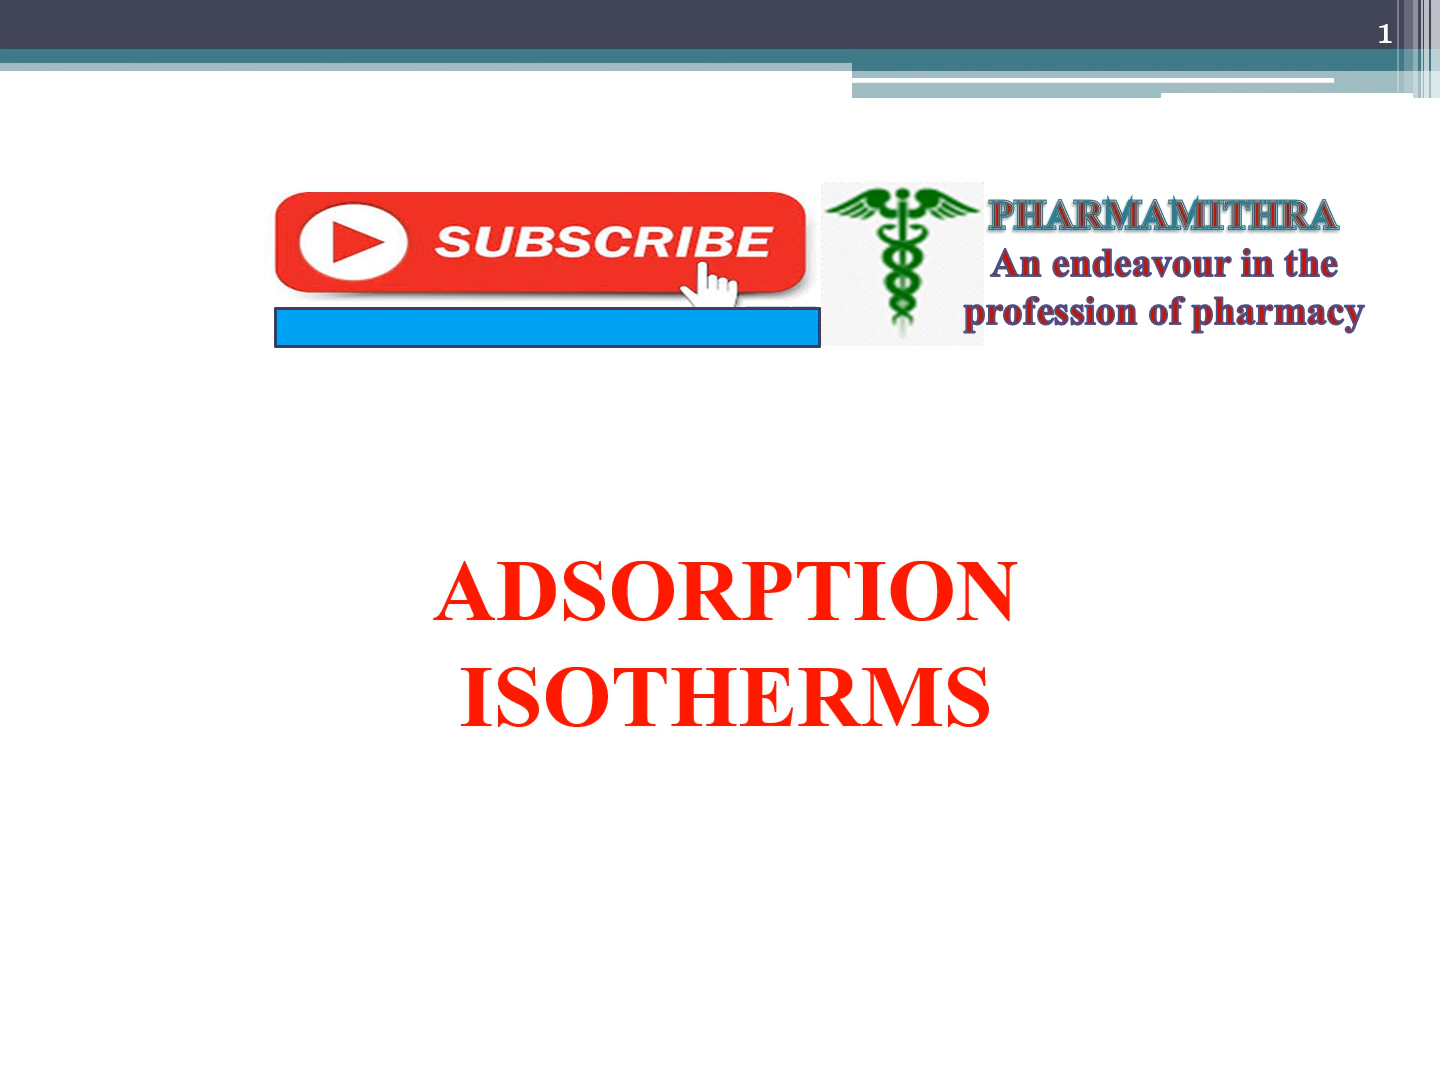 1
SUBSCRIBE
PHARMAMITHRA
An endeavour in the
profession of pharmacy
ADSORPTION
ISOTHERMS